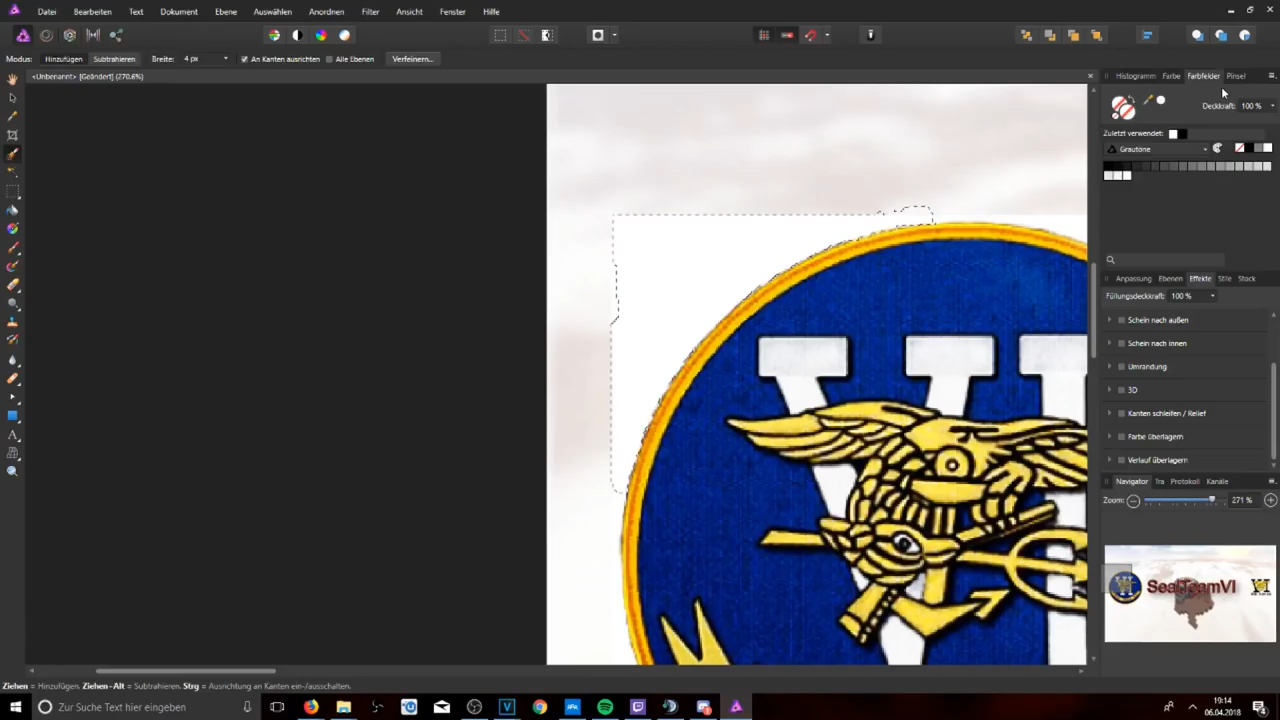 Datei Bearbeiten Text Dokument Ebene Auswählen Anordnen Filter Ansicht Fenster Hilfe
Modus: Hinzufügen Subtrahieren Breite: 4 px An Kanten ausrichten Alle Ebenen Verfeinern...
<Unbenannt> [Geändert] (270.6%)
Histogramm Farbe Farbfelder Pinsel
Deckkraft: 100 %
Zuletzt verwendet:
Grautöne
Anpassung Ebenen Effekte Stile Stock
Füllungsdeckkraft: 100 %
Schein nach außen
Schein nach innen
Umrandung
3D
Kanten schleifen / Relief
Farbe überlagern
Verlauf überlagern
Navigator Tra Protokoll Kanäle
Zoom: 271 %
SealTeamVI
Ziehen = Hinzufügen. Ziehen-Alt = Subtrahieren. Strg = Ausrichtung an Kanten ein-/ausschalten.
Zur Suche Text hier eingeben
19:14
06.04.2018